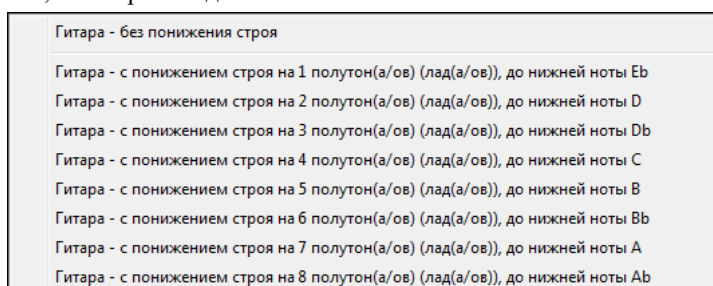 Гитара - без понижения строя
Гитара - с понижением строя на 1 полутон(а/ов) (лад(а/ов)), до нижней ноты Eb
Гитара - с понижением строя на 2 полутон(а/ов) (лад(а/ов)), до нижней ноты D
Гитара - с понижением строя на 3 полутон(а/ов) (лад(а/ов)), до нижней ноты Db
Гитара - с понижением строя на 4 полутон(а/ов) (лад(а/ов)), до нижней ноты C
Гитара - с понижением строя на 5 полутон(а/ов) (лад(а/ов)), до нижней ноты B
Гитара - с понижением строя на 6 полутон(а/ов) (лад(а/ов)), до нижней ноты Bb
Гитара - с понижением строя на 7 полутон(а/ов) (лад(а/ов)), до нижней ноты A
Гитара - с понижением строя на 8 полутон(а/ов) (лад(а/ов)), до нижней ноты Ab